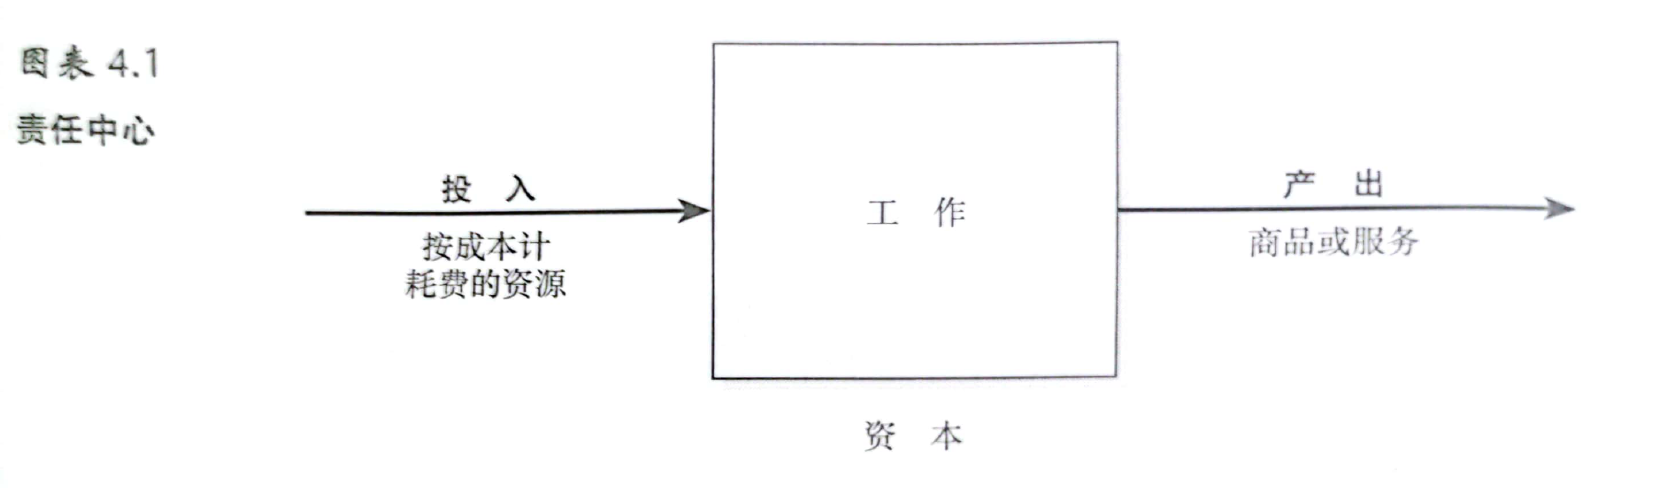 图表 4.1
责任中心
投 入
按成本计
耗费的资源
工 作
产 出
商品或服务
资 本